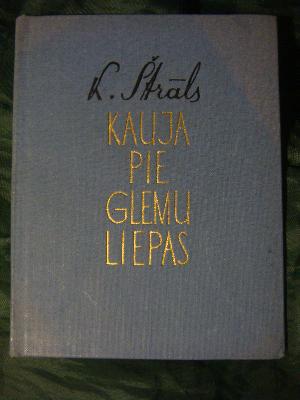 K. Štrāls
KAUJA
PIE
GLEMU
LIEPAS